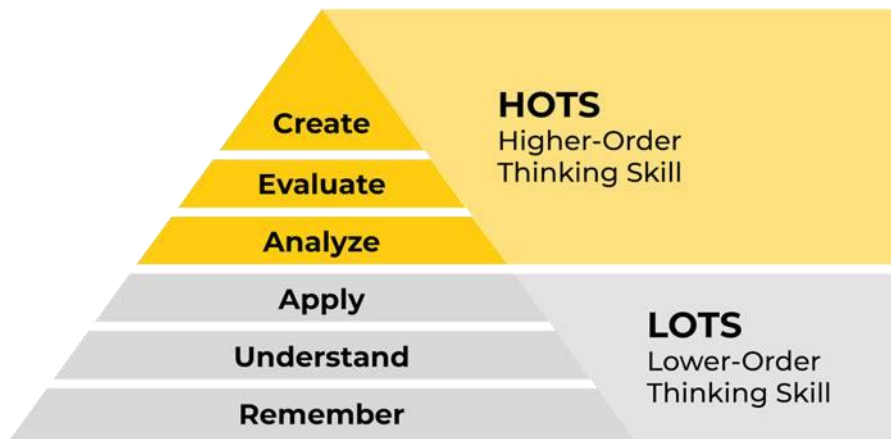 Create
Evaluate
Analyze
Apply
Understand
Remember
HOTS
Higher-Order
Thinking Skill
LOTS
Lower-Order
Thinking Skill